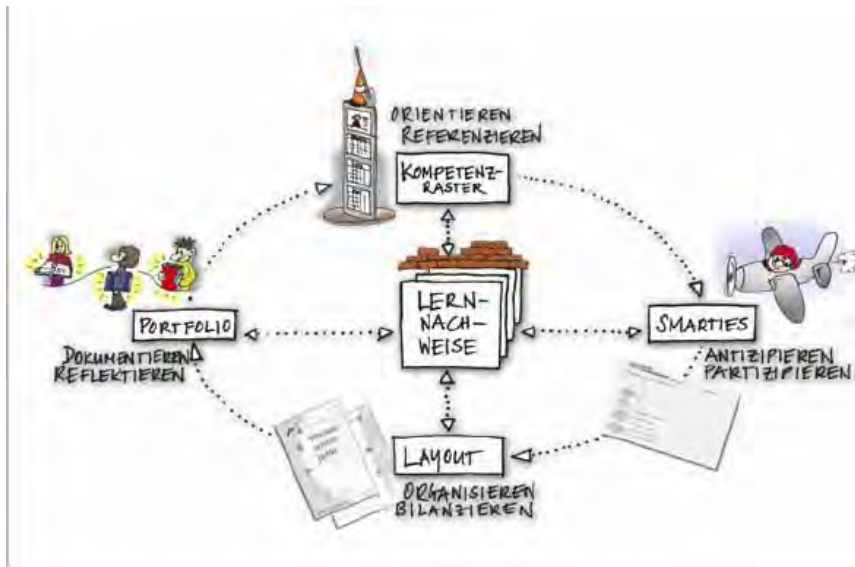 ORIENTIEREN
REFERENZIEREN
KOMPETENZ-
RASTER
LERN-
NACH-
WEISE
PORTFOLIO
DOKUMENTIEREN
REFLEKTIEREN
SMARTIES
ANTIZIPIEREN
PARTIZIPIEREN
LAYOUT
ORGANISIEREN
BILANZIEREN